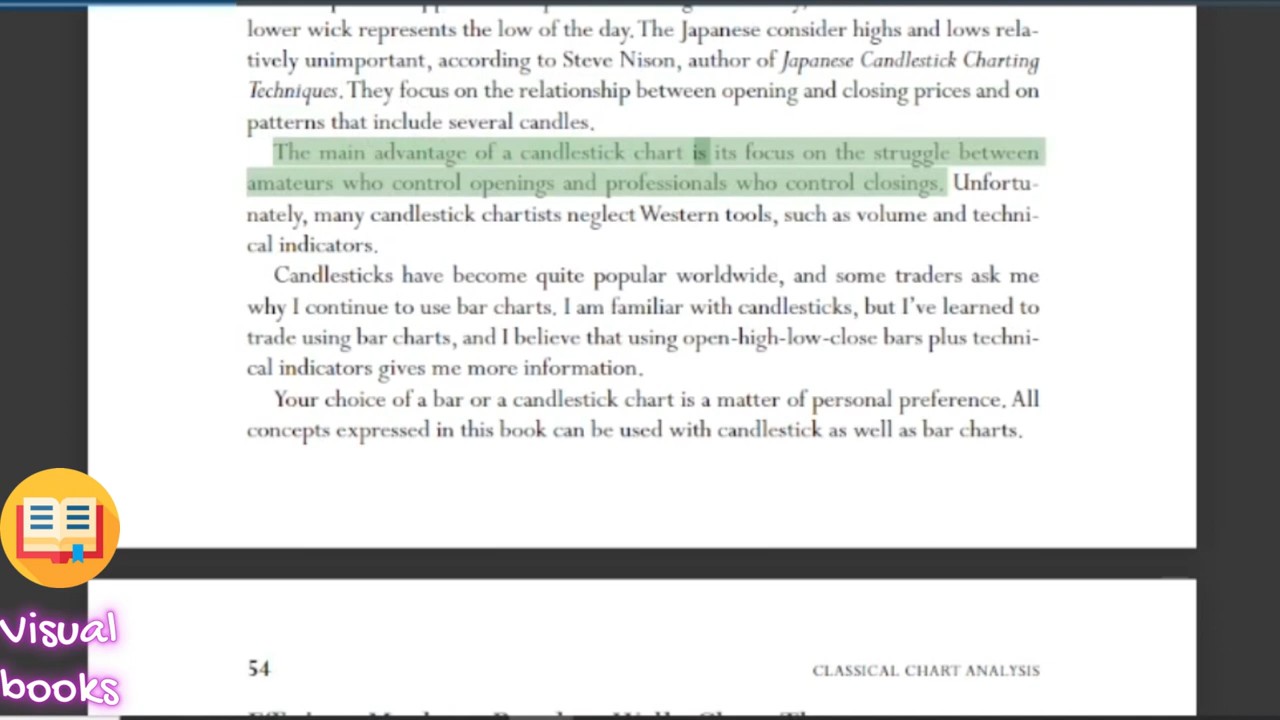 lower wick represents the low of the day. The Japanese consider highs and lows rela-
tively unimportant, according to Steve Nison, author of Japanese Candlestick Charting
Techniques. They focus on the relationship between opening and closing prices and on
patterns that include several candles.
The main advantage of a candlestick chart is its focus on the struggle between
amateurs who control openings and professionals who control closings. Unfortu-
nately, many candlestick chartists neglect Western tools, such as volume and techni-
cal indicators.
Candlesticks have become quite popular worldwide, and some traders ask me
why I continue to use bar charts. I am familiar with candlesticks, but I've learned to
trade using bar charts, and I believe that using open-high-low-close bars plus techni-
cal indicators gives me more information.
Your choice of a bar or a candlestick chart is a matter of personal preference. All
concepts expressed in this book can be used with candlestick as well as bar charts.
Visual
books
54 CLASSICAL CHART ANALYSIS